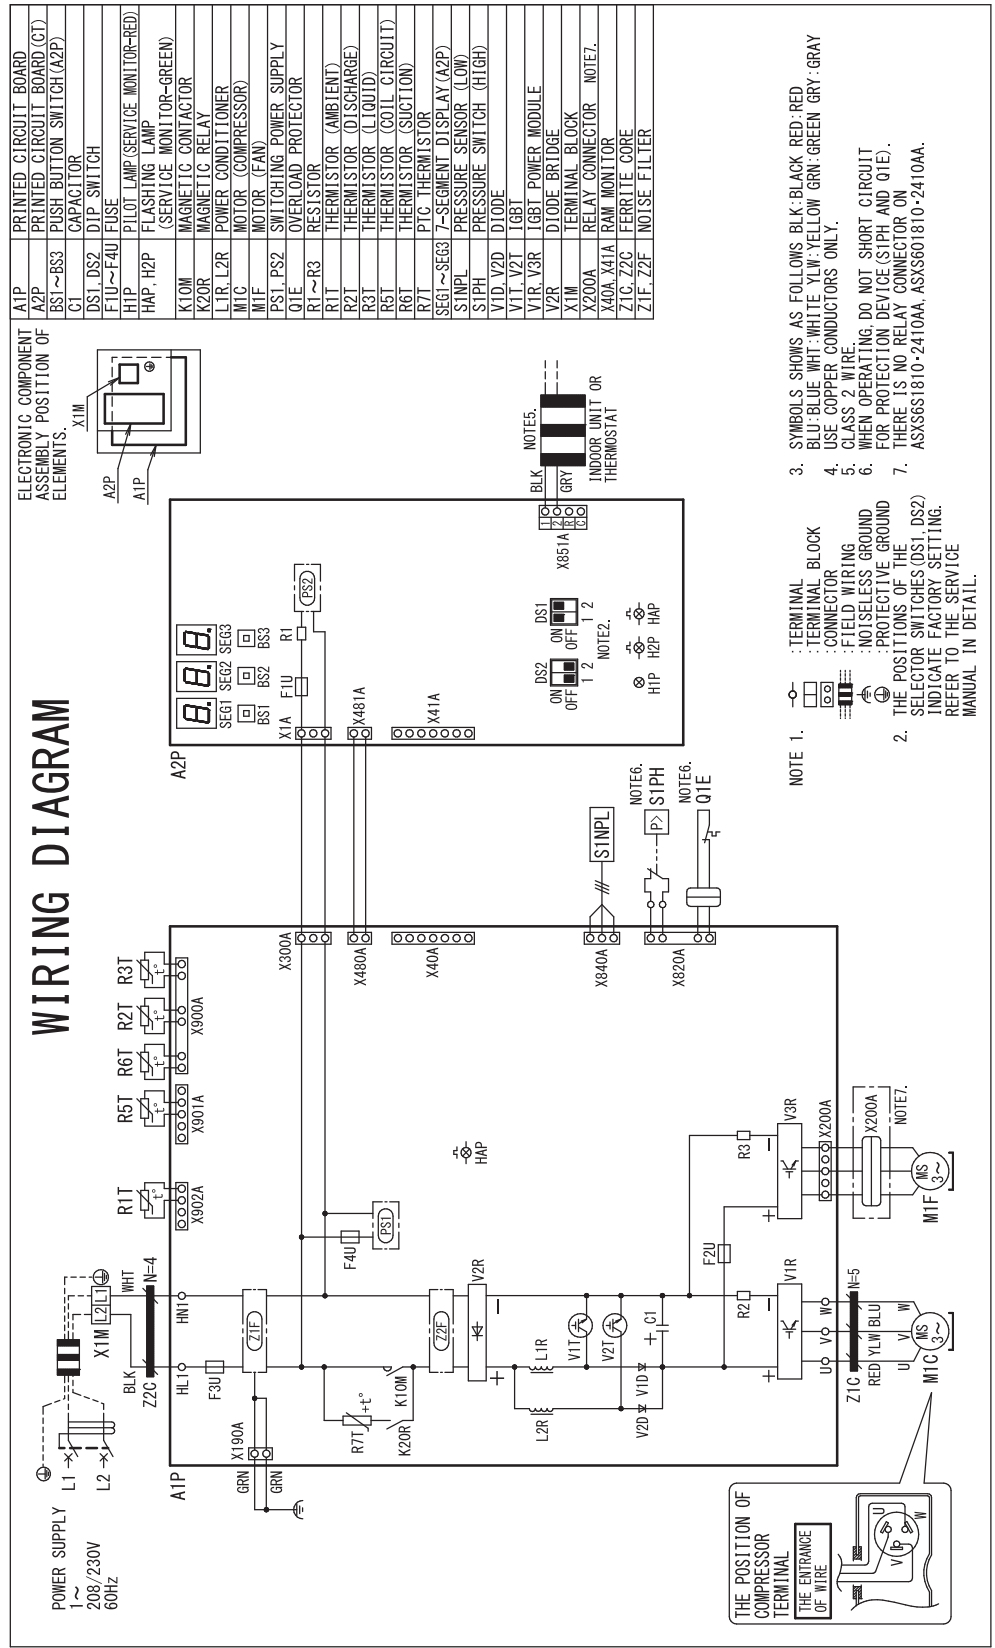 WIRING DIAGRAM
POWER SUPPLY
1~
208/230V
60Hz
L1
L2
X1M
L2 L1
BLK
WHT
Z2C
N=4
HL1
HN1
A1P
R1T
t°
X902A
R5T
t°
X901A
R6T
t°
R2T
t°
R3T
t°
X900A
F3U
X190A
GRN
GRN
Z1F
R7T
+t°
K10M
K20R
F4U
PS1
HAP
Z2F
V2R
L1R
L2R
V1T
V2T
V1D
V2D
C1
F2U
R2
R3
V1R
V3R
X200A
U
V
W
Z1C
N=5
RED
YLW
BLU
U
V
W
MS
3~
M1C
X200A
NOTE7.
MS
3~
M1F
X300A
X480A
X40A
X840A
X820A
S1NPL
NOTE6.
P>
S1PH
NOTE6.
Q1E
A2P
SEG1
SEG2
SEG3
BS1
BS2
BS3
X1A
F1U
R1
PS2
X481A
X41A
DS2
ON
OFF
1 2
DS1
ON
OFF
1 2
NOTE2.
H1P
H2P
HAP
X851A
1
2
R
C
BLK
GRY
NOTE5.
INDOOR UNIT OR
THERMOSTAT
THE POSITION OF
COMPRESSOR
TERMINAL
THE ENTRANCE
OF WIRE
U
V
W
ELECTRONIC COMPONENT
ASSEMBLY POSITION OF
ELEMENTS.
X1M
A2P
A1P
A1P PRINTED CIRCUIT BOARD
A2P PRINTED CIRCUIT BOARD(CT)
BS1~BS3 PUSH BUTTON SWITCH(A2P)
C1 CAPACITOR
DS1,DS2 DIP SWITCH
F1U~F4U FUSE
H1P PILOT LAMP(SERVICE MONITOR-RED)
HAP,H2P FLASHING LAMP
(SERVICE MONITOR-GREEN)
K10M MAGNETIC CONTACTOR
K20R MAGNETIC RELAY
L1R,L2R POWER CONDITIONER
M1C MOTOR (COMPRESSOR)
M1F MOTOR (FAN)
PS1,PS2 SWITCHING POWER SUPPLY
Q1E OVERLOAD PROTECTOR
R1~R3 RESISTOR
R1T THERMISTOR (AMBIENT)
R2T THERMISTOR (DISCHARGE)
R3T THERMISTOR (LIQUID)
R5T THERMISTOR (COIL CIRCUIT)
R6T THERMISTOR (SUCTION)
R7T PTC THERMISTOR
SEG1~SEG3 7-SEGMENT DISPLAY(A2P)
S1NPL PRESSURE SENSOR (LOW)
S1PH PRESSURE SWITCH (HIGH)
V1D,V2D DIODE
V1T,V2T IGBT
V1R,V3R IGBT POWER MODULE
V2R DIODE BRIDGE
X1M TERMINAL BLOCK
X200A RELAY CONNECTOR NOTE7.
X40A,X41A RAM MONITOR
Z1C,Z2C FERRITE CORE
Z1F,Z2F NOISE FILTER
NOTE 1.
:TERMINAL
:TERMINAL BLOCK
:CONNECTOR
:FIELD WIRING
:NOISELESS GROUND
:PROTECTIVE GROUND
2. THE POSITIONS OF THE
SELECTOR SWITCHES(DS1,DS2)
INDICATE FACTORY SETTING.
REFER TO THE SERVICE
MANUAL IN DETAIL.
3. SYMBOLS SHOWS AS FOLLOWS BLK:BLACK RED:RED
BLU:BLUE WHT:WHITE YLW:YELLOW GRN:GREEN GRY:GRAY
4. USE COPPER CONDUCTORS ONLY.
5. CLASS 2 WIRE.
6. WHEN OPERATING, DO NOT SHORT CIRCUIT
FOR PROTECTION DEVICE(S1PH AND Q1E).
7. THERE IS NO RELAY CONNECTOR ON
ASXS6S1810·2410AA, ASXS601810·2410AA.